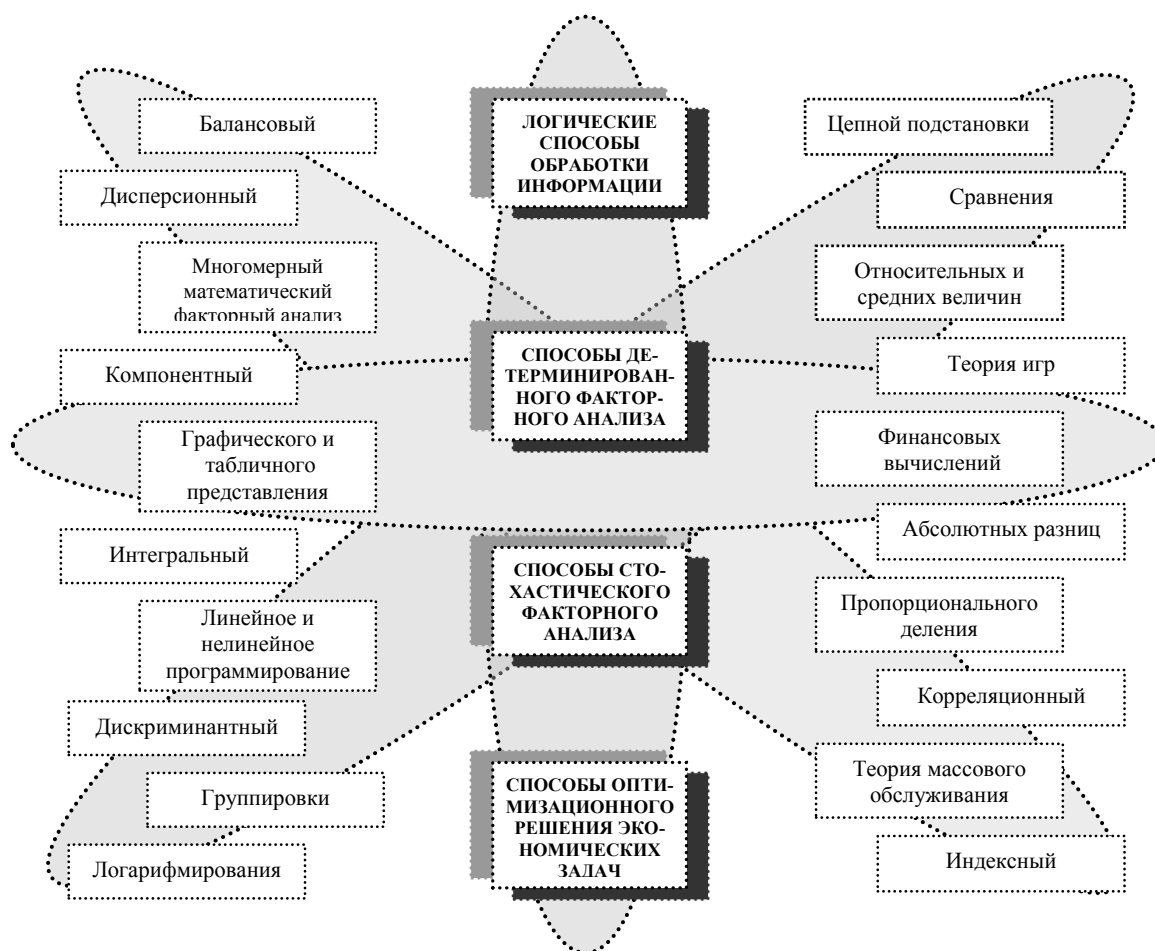 Балансовый
Дисперсионный
Многомерный
математический
факторный анализ
Компонентный
Графического и
табличного
представления
Интегральный
Линейное и
нелинейное
программирование
Дискриминантный
Группировки
Логарифмирования
ЛОГИЧЕСКИЕ
СПОСОБЫ
ОБРАБОТКИ
ИНФОРМАЦИИ
СПОСОБЫ ДЕ-
ТЕРМИНИРОВАН-
НОГО ФАКТОР-
НОГО АНАЛИЗА
СПОСОБЫ СТО-
ХАСТИЧЕСКОГО
ФАКТОРНОГО
АНАЛИЗА
СПОСОБЫ ОПТИ-
МИЗАЦИОННОГО
РЕШЕНИЯ ЭКО-
НОМИЧЕСКИХ
ЗАДАЧ
Цепной подстановки
Сравнения
Относительных и
средних величин
Теория игр
Финансовых
вычислений
Абсолютных разниц
Пропорционального
деления
Корреляционный
Теория массового
обслуживания
Индексный